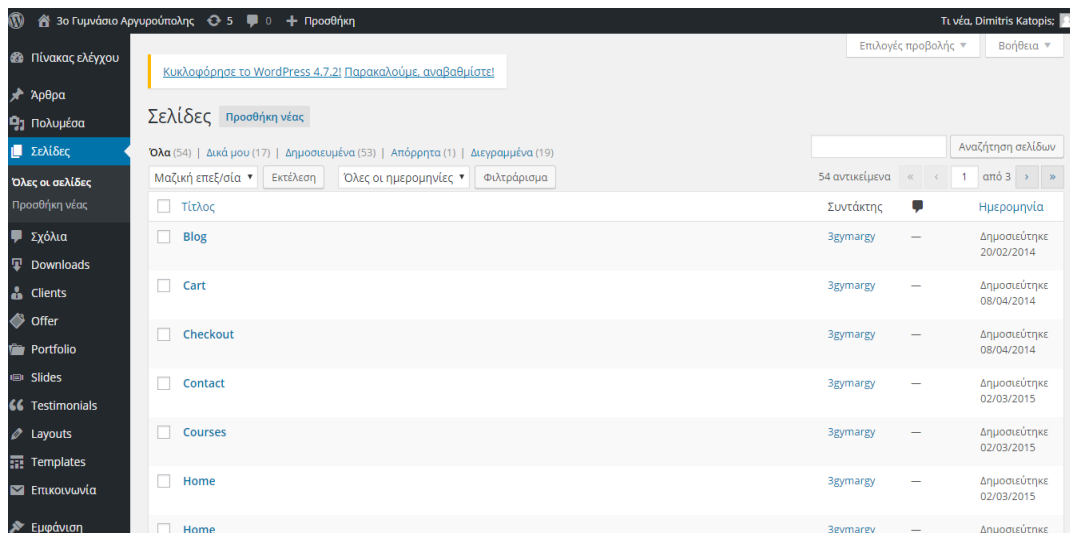 3ο Γυμνάσιο Αργυρούπολης 5 0 + Προσθήκη Τι νέα, Dimitris Katopis;
Επιλογές προβολής ▼ Βοήθεια ▼
Πίνακας ελέγχου
Άρθρα
Πολυμέσα
Σελίδες
Όλες οι σελίδες
Προσθήκη νέας
Σχόλια
Downloads
Clients
Offer
Portfolio
Slides
Testimonials
Layouts
Templates
Επικοινωνία
Εμφάνιση
Κυκλοφόρησε το WordPress 4.7.2! Παρακαλούμε, αναβαθμίστε!
Σελίδες Προσθήκη νέας
Όλα (54) | Δικά μου (17) | Δημοσιευμένα (53) | Απόρρητα (1) | Διεγραμμένα (19)
Αναζήτηση σελίδων
Μαζική επεξ/σία ▼ Εκτέλεση Όλες οι ημερομηνίες ▼ Φιλτράρισμα 54 αντικείμενα « ‹ 1 από 3 › »
Τίτλος Συντάκτης Ημερομηνία
Blog 3gymargy — Δημοσιεύτηκε
20/02/2014
Cart 3gymargy — Δημοσιεύτηκε
08/04/2014
Checkout 3gymargy — Δημοσιεύτηκε
08/04/2014
Contact 3gymargy — Δημοσιεύτηκε
02/03/2015
Courses 3gymargy — Δημοσιεύτηκε
02/03/2015
Home 3gymargy — Δημοσιεύτηκε
02/03/2015
Home 3gymargy — Δημοσιεύτηκε